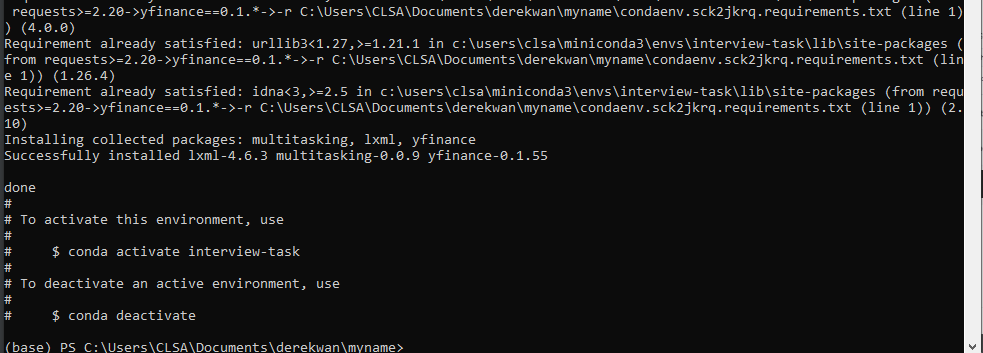 requests>=2.20->yfinance==0.1.*->-r C:\Users\CLSA\Documents\derekwan\myname\condaenv.sck2jkrq.requirements.txt (line 1)
) (4.0.0)
Requirement already satisfied: urllib3<1.27,>=1.21.1 in c:\users\clsa\miniconda3\envs\interview-task\lib\site-packages (
from requests>=2.20->yfinance==0.1.*->-r C:\Users\CLSA\Documents\derekwan\myname\condaenv.sck2jkrq.requirements.txt (lin
e 1)) (1.26.4)
Requirement already satisfied: idna<3,>=2.5 in c:\users\clsa\miniconda3\envs\interview-task\lib\site-packages (from requ
ests>=2.20->yfinance==0.1.*->-r C:\Users\CLSA\Documents\derekwan\myname\condaenv.sck2jkrq.requirements.txt (line 1)) (2.
10)
Installing collected packages: multitasking, lxml, yfinance
Successfully installed lxml-4.6.3 multitasking-0.0.9 yfinance-0.1.55
done
#
# To activate this environment, use
#
#     $ conda activate interview-task
#
# To deactivate an active environment, use
#
#     $ conda deactivate
(base) PS C:\Users\CLSA\Documents\derekwan\myname>